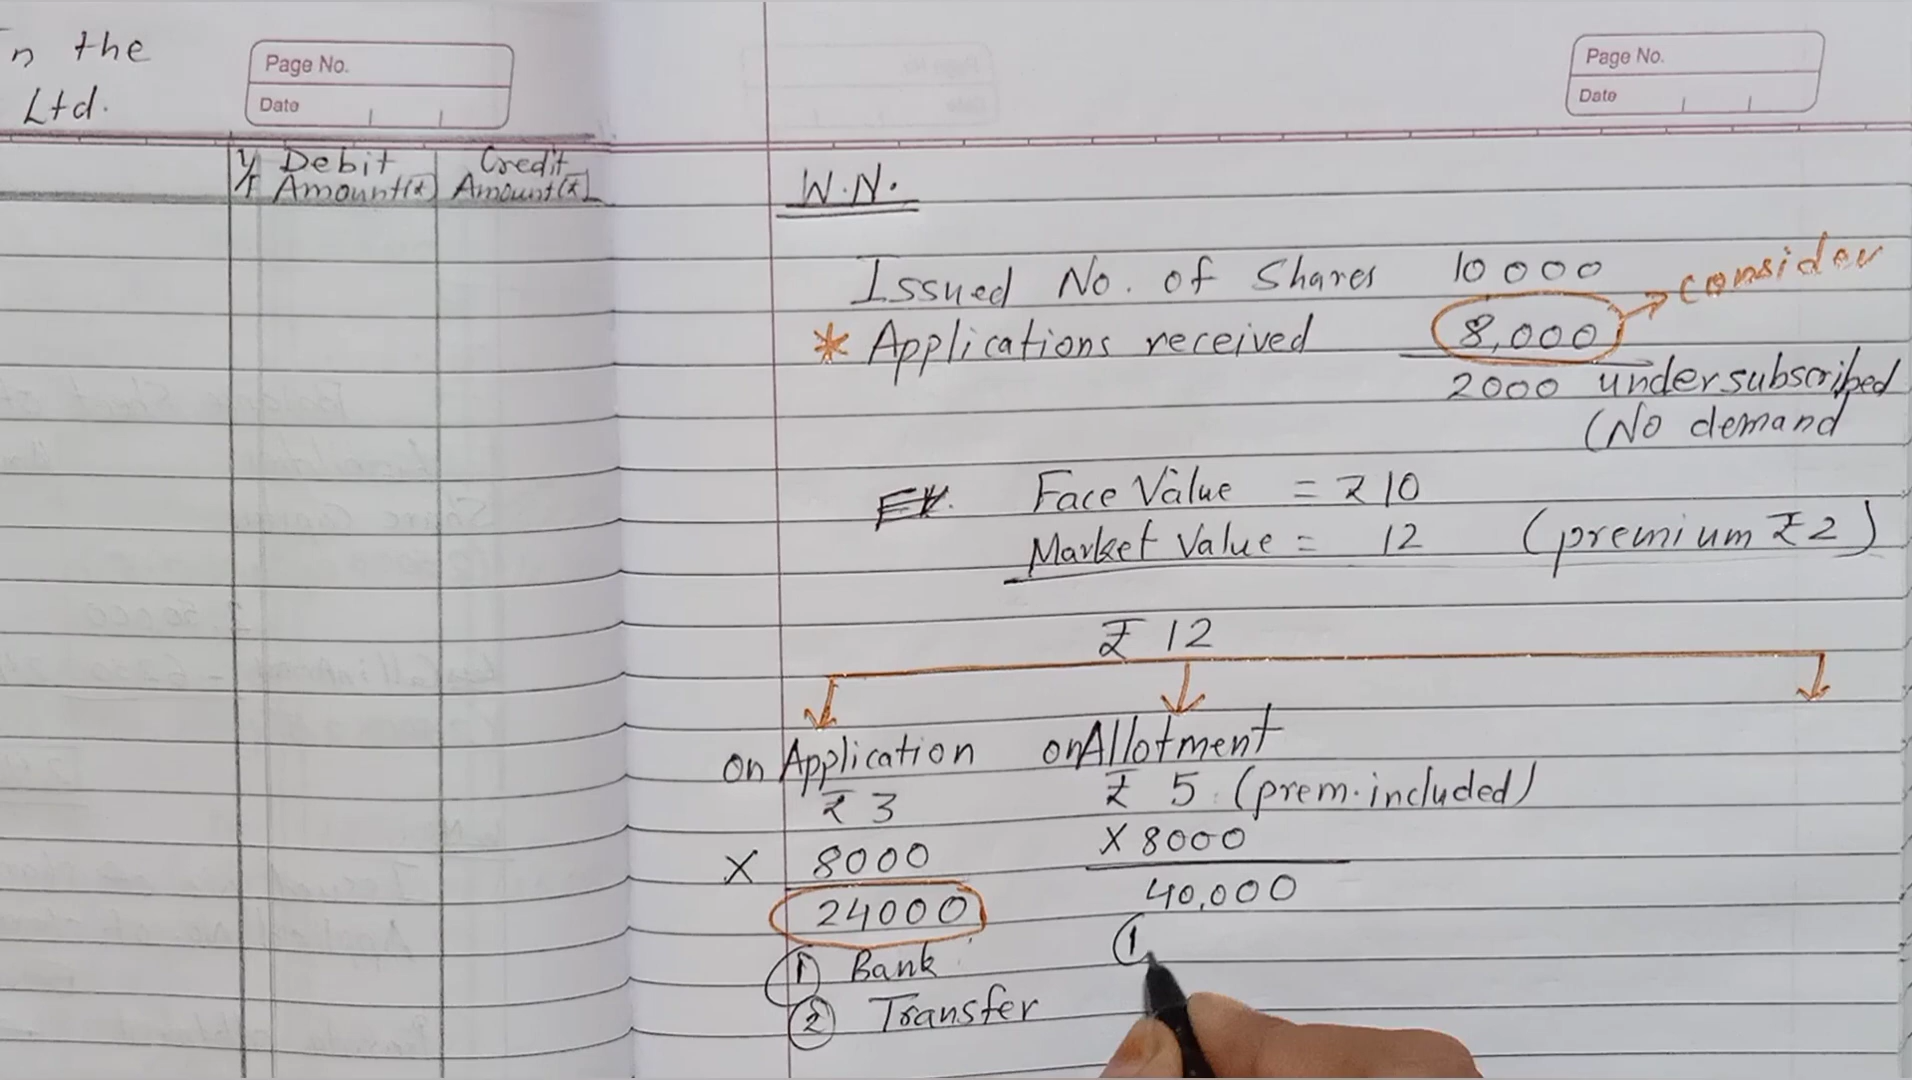 n the
Ltd.
Page No.
Date
Debit Amount(₹)
Credit Amount(₹)
Page No.
Date
W.N.
Issued No. of Shares 10000
* Applications received 8,000 → consider
2000 undersubscribed
(No demand
Face Value = ₹10
Market Value = 12 (premium ₹2)
₹ 12
on Application on Allotment
₹ 3 ₹ 5 (prem. included)
X 8000 X 8000
24000 40,000
① Bank (1
② Transfer